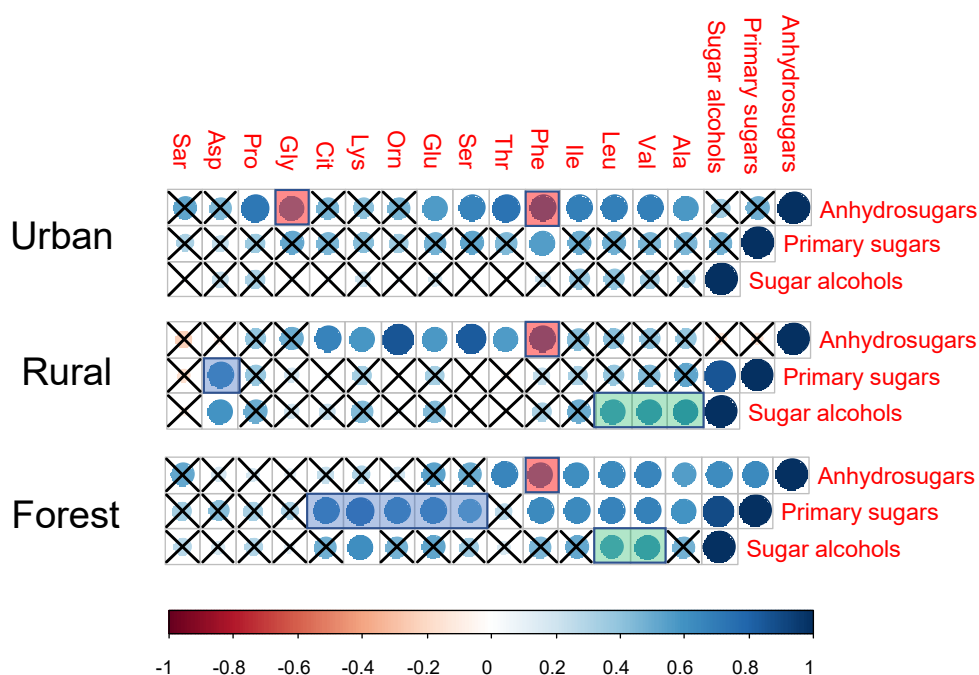 Sar Asp Pro Gly Cit Lys Orn Glu Ser Thr Phe Ile Leu Val Ala Sugar alcohols Primary sugars Anhydrosugars
Urban
Anhydrosugars
Primary sugars
Sugar alcohols
Rural
Anhydrosugars
Primary sugars
Sugar alcohols
Forest
Anhydrosugars
Primary sugars
Sugar alcohols
-1 -0.8 -0.6 -0.4 -0.2 0 0.2 0.4 0.6 0.8 1